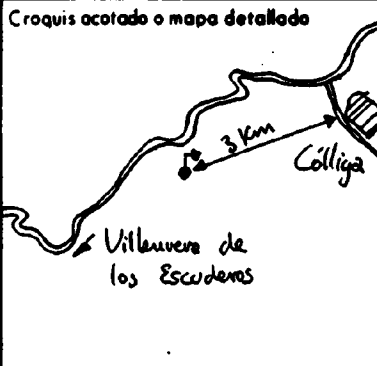 Croquis acotado o mapa detallado
3 Km
Cólliga
Villanueva de
los Escuderos